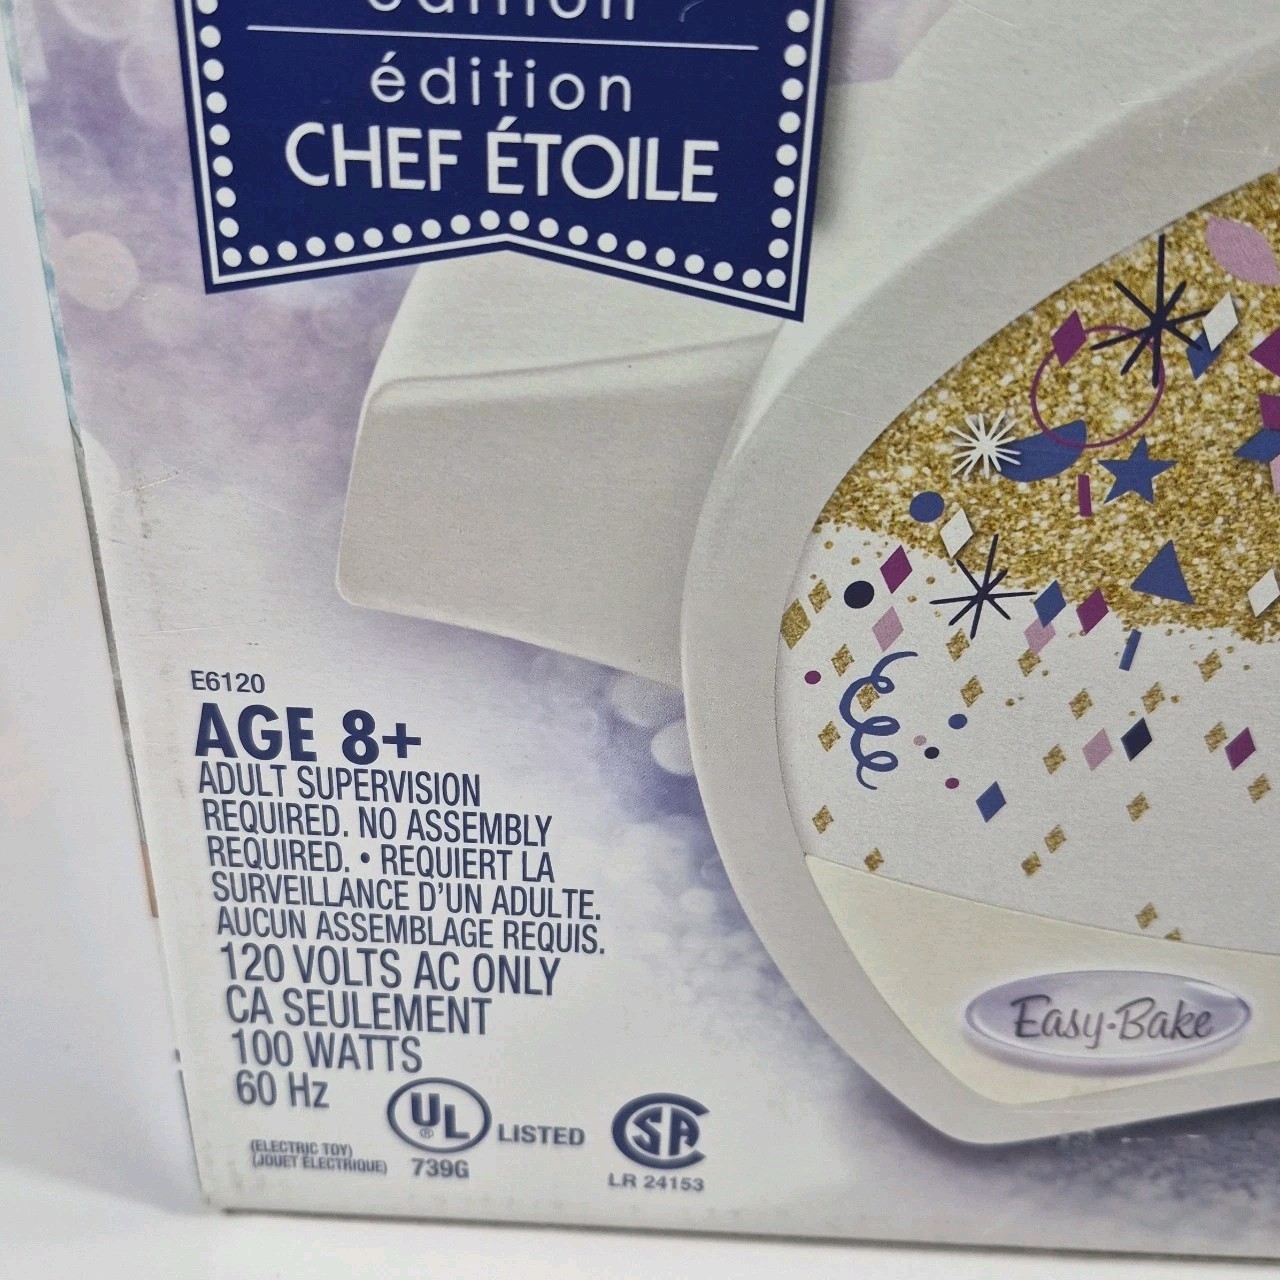 édition
édition
CHEF ÉTOILE
E6120
AGE 8+
ADULT SUPERVISION
REQUIRED. NO ASSEMBLY
REQUIRED. • REQUIERT LA
SURVEILLANCE D'UN ADULTE.
AUCUN ASSEMBLAGE REQUIS.
120 VOLTS AC ONLY
CA SEULEMENT
100 WATTS
60 Hz
(ELECTRIC TOY)
(JOUET ÉLECTRIQUE)
UL
®
LISTED
739G
SA
LR 24153
Easy-Bake